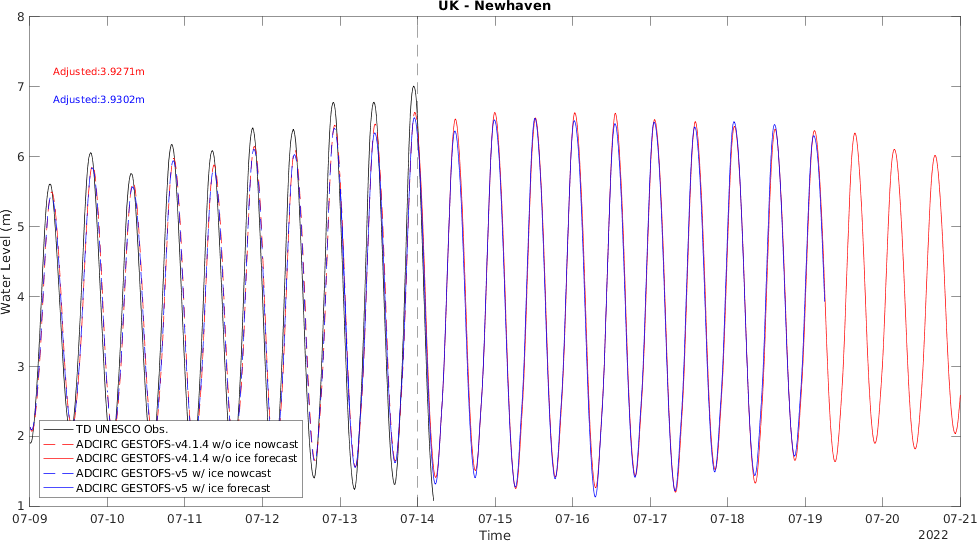 UK - Newhaven
8
7
6
5
4
3
2
1
Water Level (m)
Adjusted:3.9271m
Adjusted:3.9302m
TD UNESCO Obs.
ADCIRC GESTOFS-v4.1.4 w/o ice nowcast
ADCIRC GESTOFS-v4.1.4 w/o ice forecast
ADCIRC GESTOFS-v5 w/ ice nowcast
ADCIRC GESTOFS-v5 w/ ice forecast
07-09 07-10 07-11 07-12 07-13 07-14 07-15 07-16 07-17 07-18 07-19 07-20 07-21
Time
2022